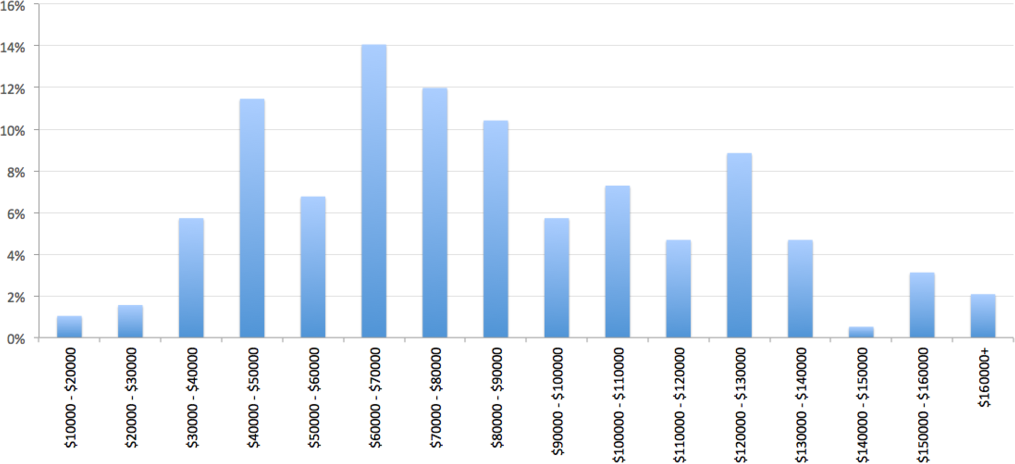 16%
14%
12%
10%
8%
6%
4%
2%
0%
$10000 - $20000
$20000 - $30000
$30000 - $40000
$40000 - $50000
$50000 - $60000
$60000 - $70000
$70000 - $80000
$80000 - $90000
$90000 - $100000
$100000 - $110000
$110000 - $120000
$120000 - $130000
$130000 - $140000
$140000 - $150000
$150000 - $160000
$160000+